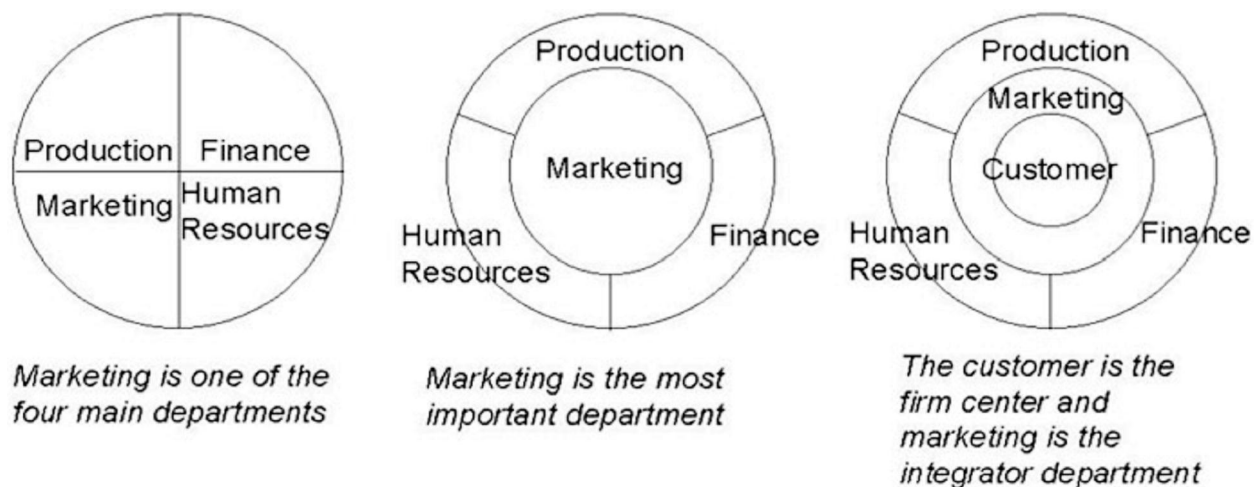 Production
Finance
Marketing
Human
Resources
Marketing is one of the
four main departments
Production
Marketing
Human
Resources
Finance
Marketing is the most
important department
Production
Marketing
Customer
Human
Resources
Finance
The customer is the
firm center and
marketing is the
integrator department